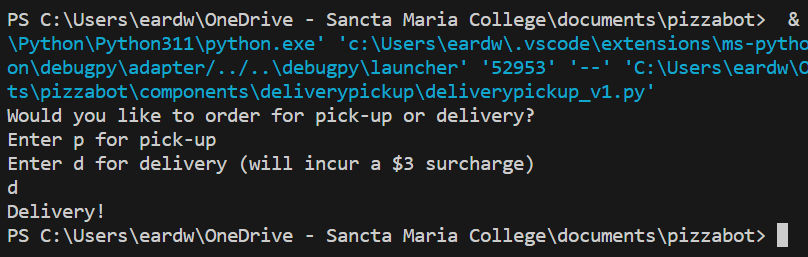 PS C:\Users\eardw\OneDrive - Sancta Maria College\documents\pizzabot>  &
\Python\Python311\python.exe' 'c:\Users\eardw\.vscode\extensions\ms-pytho
on\debugpy\adapter/../..\debugpy\launcher' '52953' '--' 'C:\Users\eardw\O
ts\pizzabot\components\deliverypickup\deliverypickup_v1.py'
Would you like to order for pick-up or delivery?
Enter p for pick-up
Enter d for delivery (will incur a $3 surcharge)
d
Delivery!
PS C:\Users\eardw\OneDrive - Sancta Maria College\documents\pizzabot>